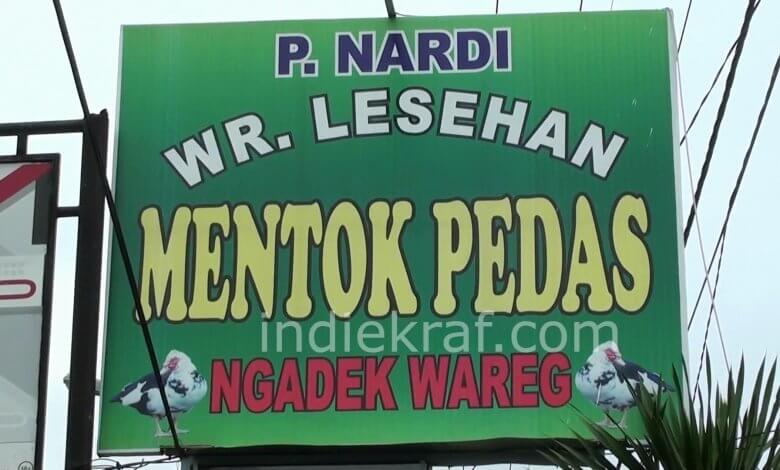 P. NARDI
WR. LESEHAN
MENTOK PEDAS
indiekraf.com
NGADEK WAREG